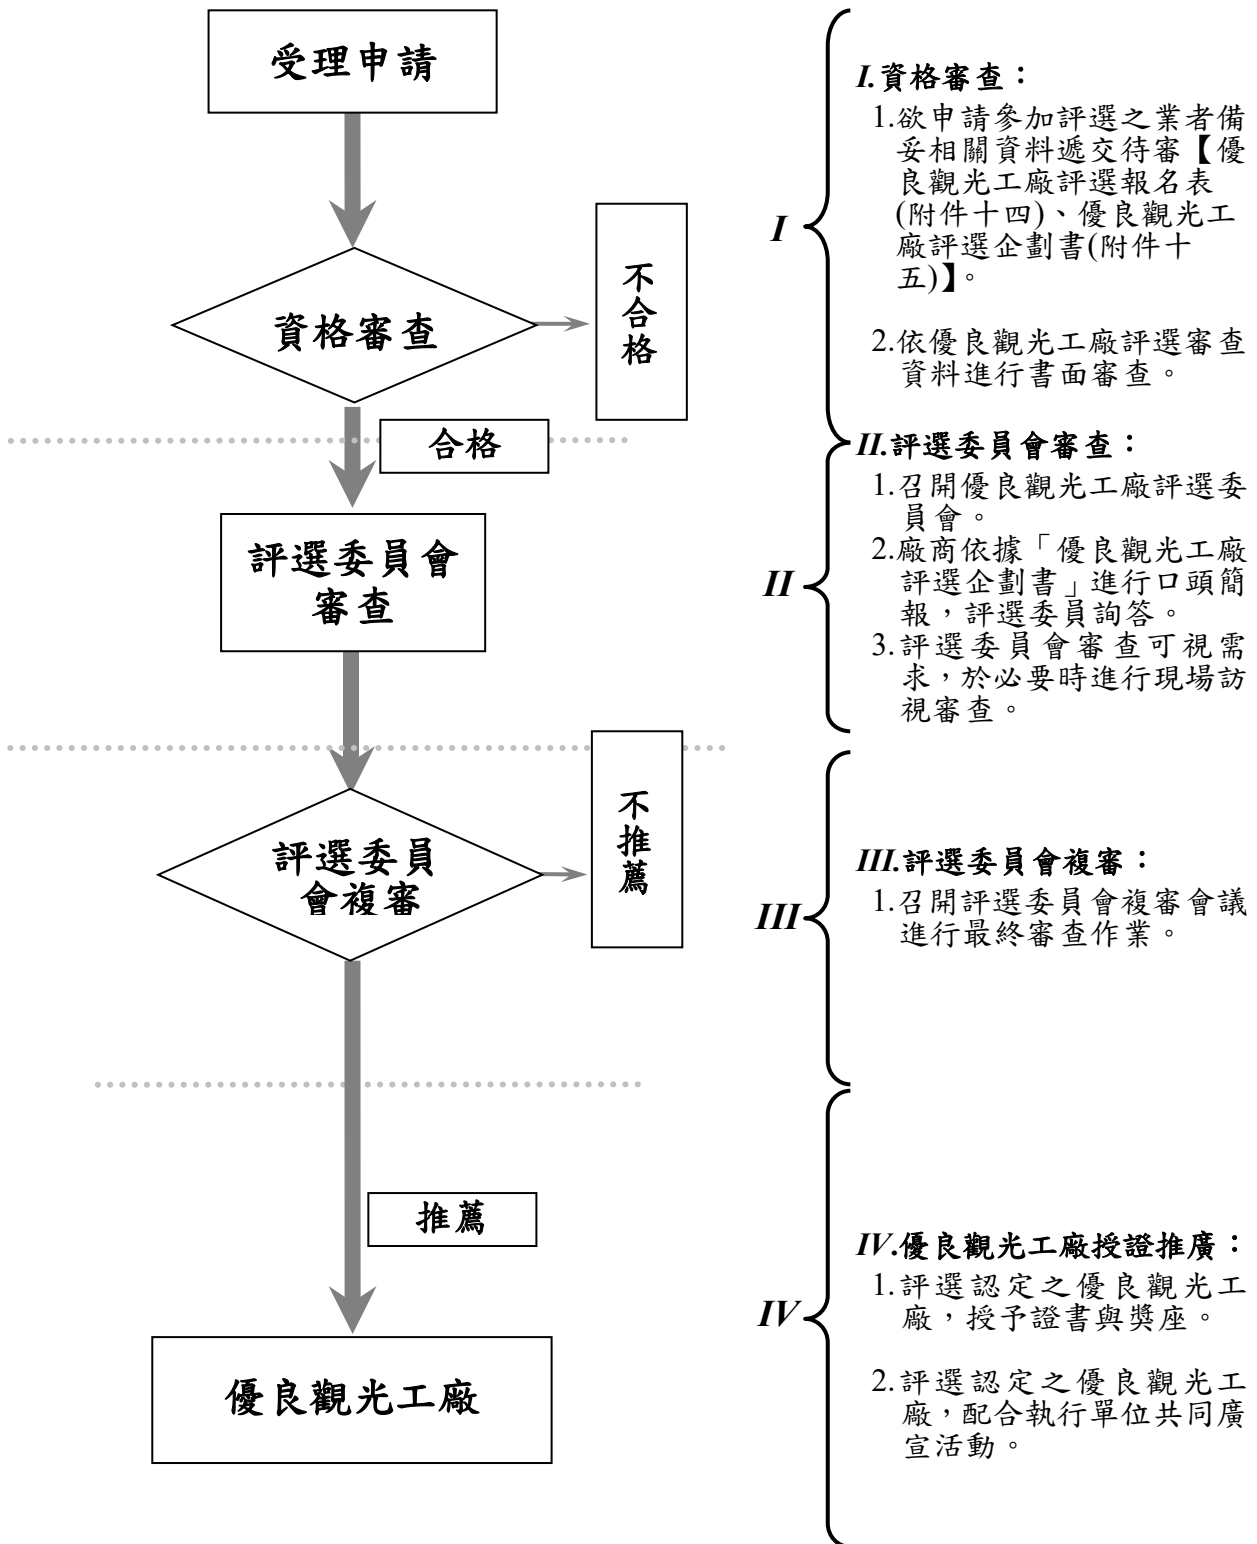 受理申請
資格審查
不合格
合格
評選委員會
審查
評選委員
會複審
不推薦
推薦
優良觀光工廠
I
I.資格審查：
1.欲申請參加評選之業者備
妥相關資料遞交待審【優
良觀光工廠評選報名表
(附件十四)、優良觀光工
廠評選企劃書(附件十
五)】。
2.依優良觀光工廠評選審查
資料進行書面審查。
II
II.評選委員會審查：
1.召開優良觀光工廠評選委
員會。
2.廠商依據「優良觀光工廠
評選企劃書」進行口頭簡
報，評選委員詢答。
3.評選委員會審查可視需
求，於必要時進行現場訪
視審查。
III
III.評選委員會複審：
1.召開評選委員會複審會議
進行最終審查作業。
IV
IV.優良觀光工廠授證推廣：
1.評選認定之優良觀光工
廠，授予證書與獎座。
2.評選認定之優良觀光工
廠，配合執行單位共同廣
宣活動。